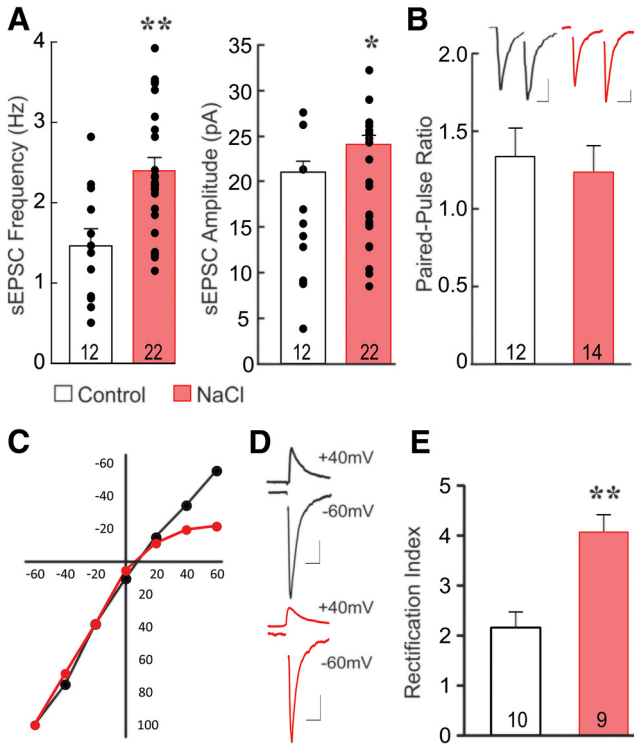 A
sEPSC Frequency (Hz)
4
3
2
1
0
**
12
22
sEPSC Amplitude (pA)
35
30
25
20
15
10
5
0
*
12
22
Control
NaCl
B
Paired-Pulse Ratio
2.0
1.5
1.0
0.5
0.0
12
14
C
-60
-40
-20
-60 -40 -20 0 20 40 60
20
40
60
80
100
D
+40mV
-60mV
+40mV
-60mV
E
Rectification Index
5
4
3
2
1
0
**
10
9